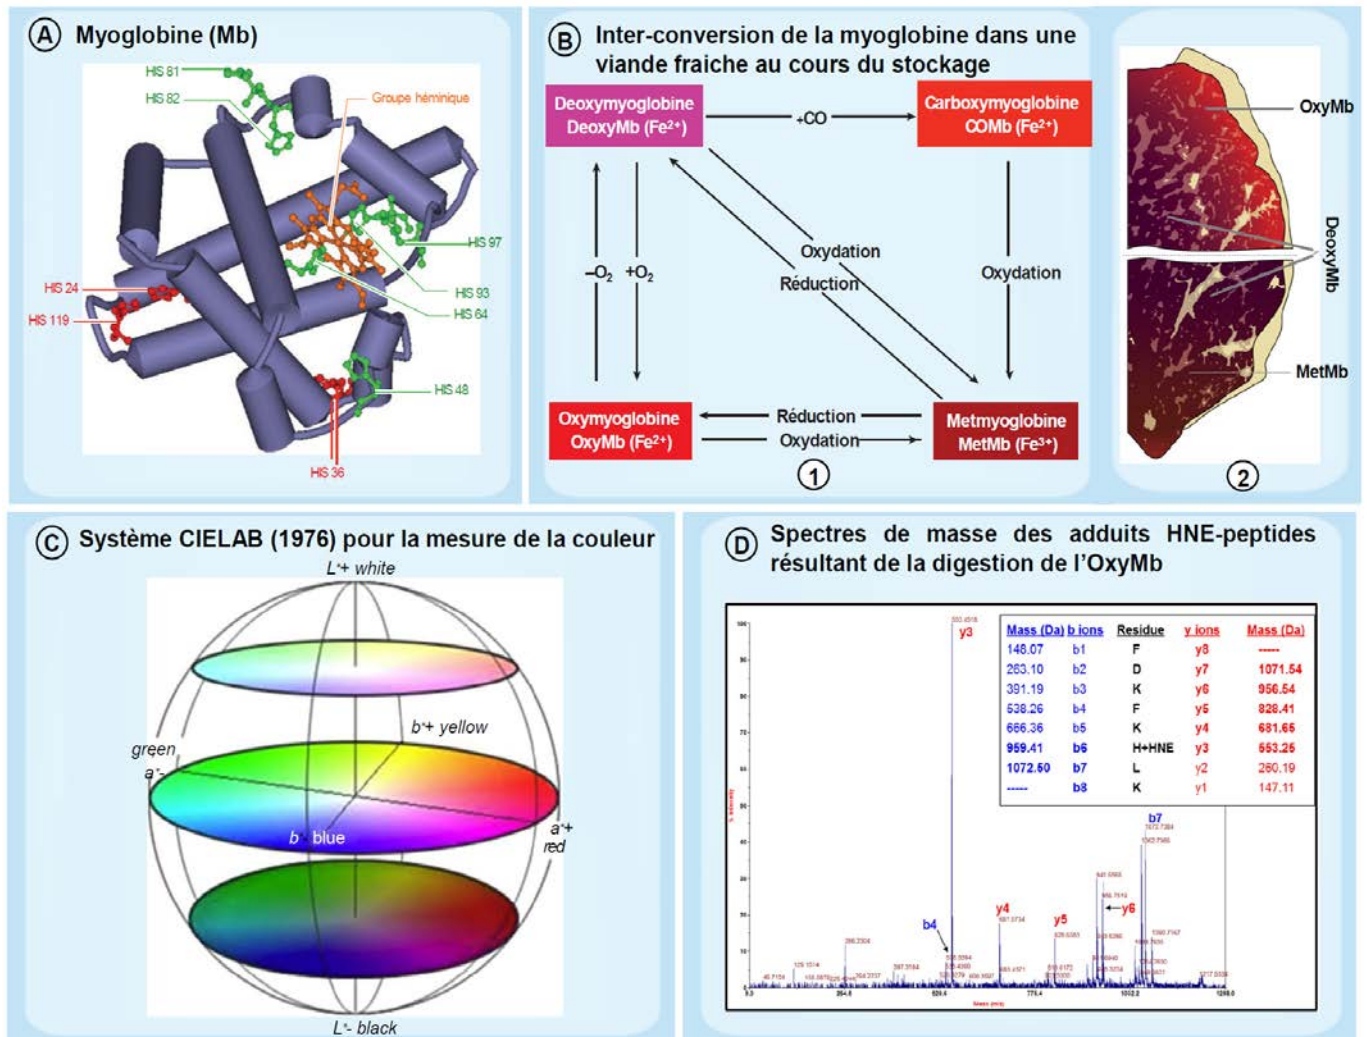 A Myoglobine (Mb)
HIS 81
HIS 82
Groupe héminique
HIS 97
HIS 24
HIS 93
HIS 119
HIS 64
HIS 48
HIS 36
B Inter-conversion de la myoglobine dans une
viande fraiche au cours du stockage
Deoxymyoglobine
DeoxyMb (Fe²⁺)
+CO
Carboxymyoglobine
COMb (Fe²⁺)
–O₂
+O₂
Oxydation
Réduction
Oxydation
Oxymyoglobine
OxyMb (Fe²⁺)
Réduction
Oxydation
Metmyoglobine
MetMb (Fe³⁺)
1
OxyMb
DeoxyMb
MetMb
2
C Système CIELAB (1976) pour la mesure de la couleur
L*+ white
b*+ yellow
green
a*-
b*- blue
a*+
red
L*- black
D Spectres de masse des adduits HNE-peptides
résultant de la digestion de l'OxyMb
Mass (Da) b ions Residue y ions Mass (Da)
148.07 b1 F y8 -----
263.10 b2 D y7 1071.54
391.19 b3 K y6 956.54
538.26 b4 F y5 828.41
666.36 b5 K y4 681.65
959.41 b6 H+HNE y3 553.25
1072.50 b7 L y2 260.19
----- b8 K y1 147.11
y3
b7
b4
y4
y5
y6